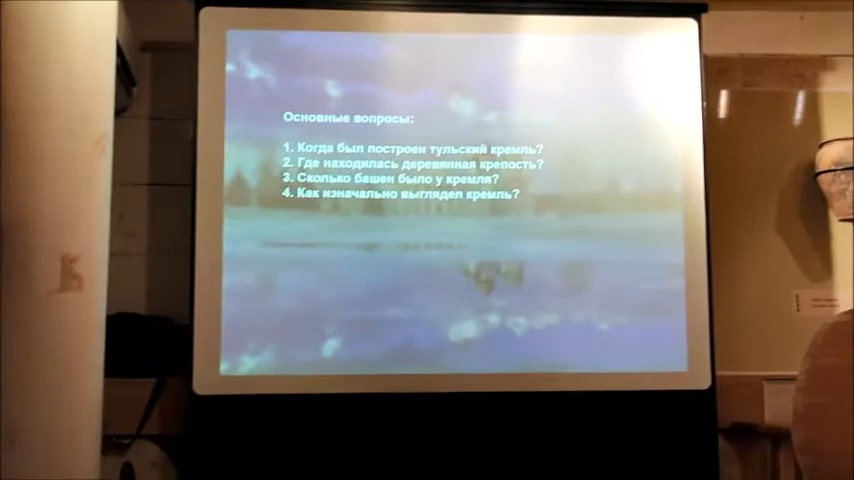 Основные вопросы:
1. Когда был построен тульский кремль?
2. Где находилась деревянная крепость?
3. Сколько башен было у кремля?
4. Как изначально выглядел кремль?